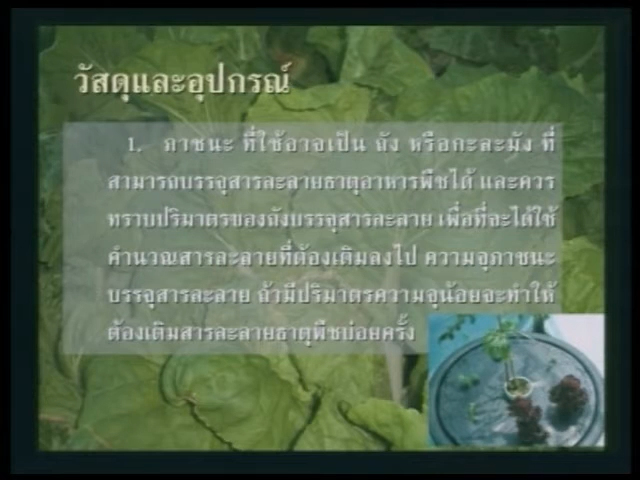 วัสดุและอุปกรณ์
1. ภาชนะ ที่ใช้อาจเป็น ถัง หรือกะละมัง ที่
สามารถบรรจุสารละลายธาตุอาหารพืชได้ และควร
ทราบปริมาตรของถังบรรจุสารละลาย เพื่อที่จะได้ใช้
คำนวณสารละลายที่ต้องเติมลงไป ความจุภาชนะ
บรรจุสารละลาย ถ้ามีปริมาตรความจุน้อยจะทำให้
ต้องเติมสารละลายธาตุพืชบ่อยครั้ง